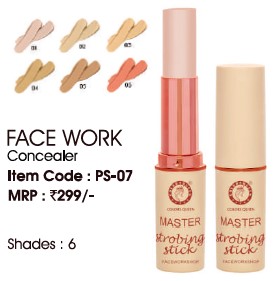 01 02 03
04 05 06
FACE WORK
Concealer
Item Code : PS-07
MRP : ₹299/-
Shades : 6
MASTER
strobing
stick
MASTER
strobing
stick